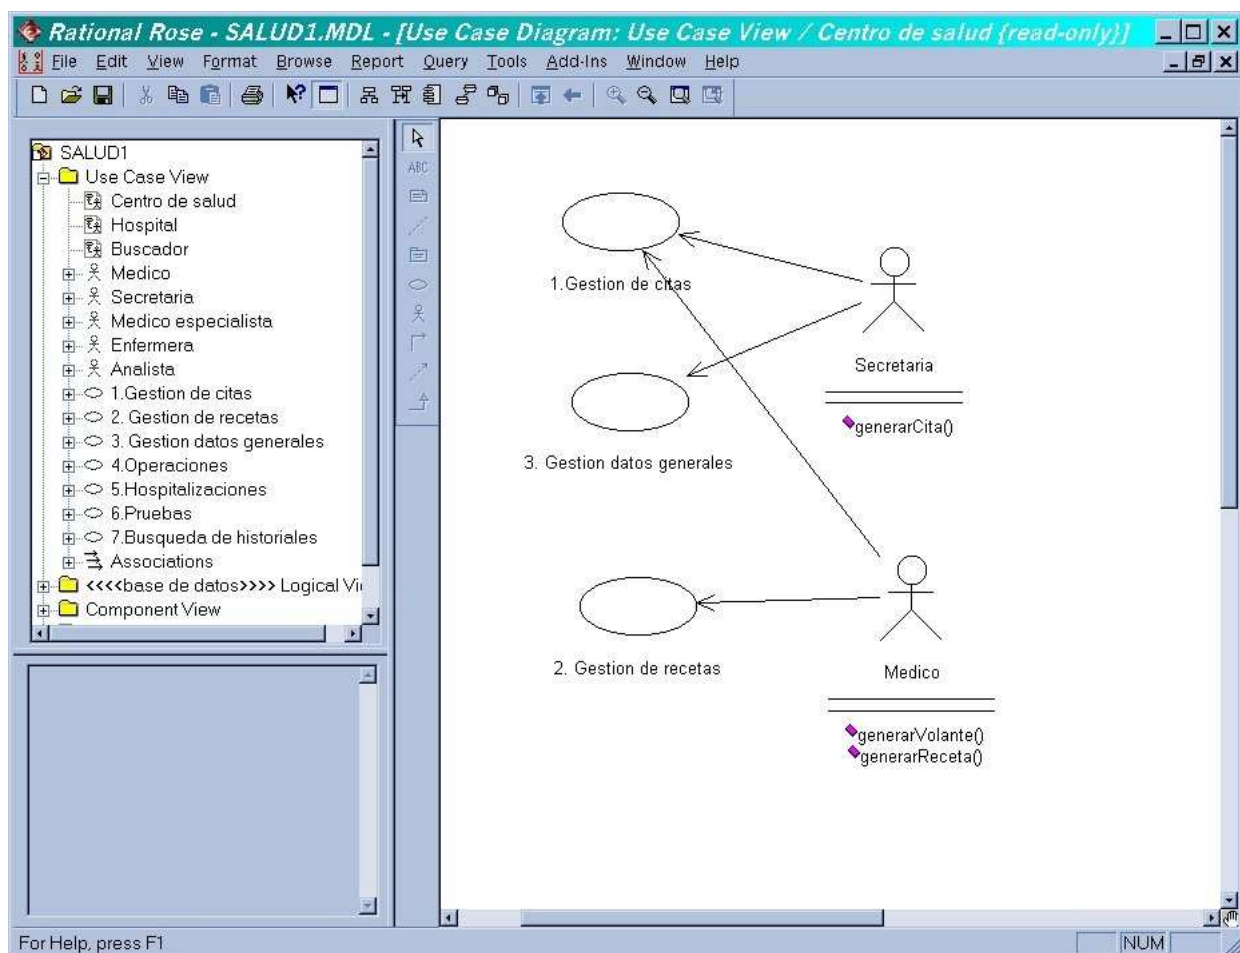 Rational Rose - SALUD1.MDL - [Use Case Diagram: Use Case View / Centro de salud {read-only}]
File Edit View Format Browse Report Query Tools Add-Ins Window Help
SALUD1
Use Case View
Centro de salud
Hospital
Buscador
Medico
Secretaria
Medico especialista
Enfermera
Analista
1.Gestion de citas
2. Gestion de recetas
3. Gestion datos generales
4.Operaciones
5.Hospitalizaciones
6.Pruebas
7.Busqueda de historiales
Associations
<<<<base de datos>>>> Logical Vi
Component View
ABC
1.Gestion de citas
Secretaria
generarCita()
3. Gestion datos generales
2. Gestion de recetas
Medico
generarVolante()
generarReceta()
For Help, press F1
NUM